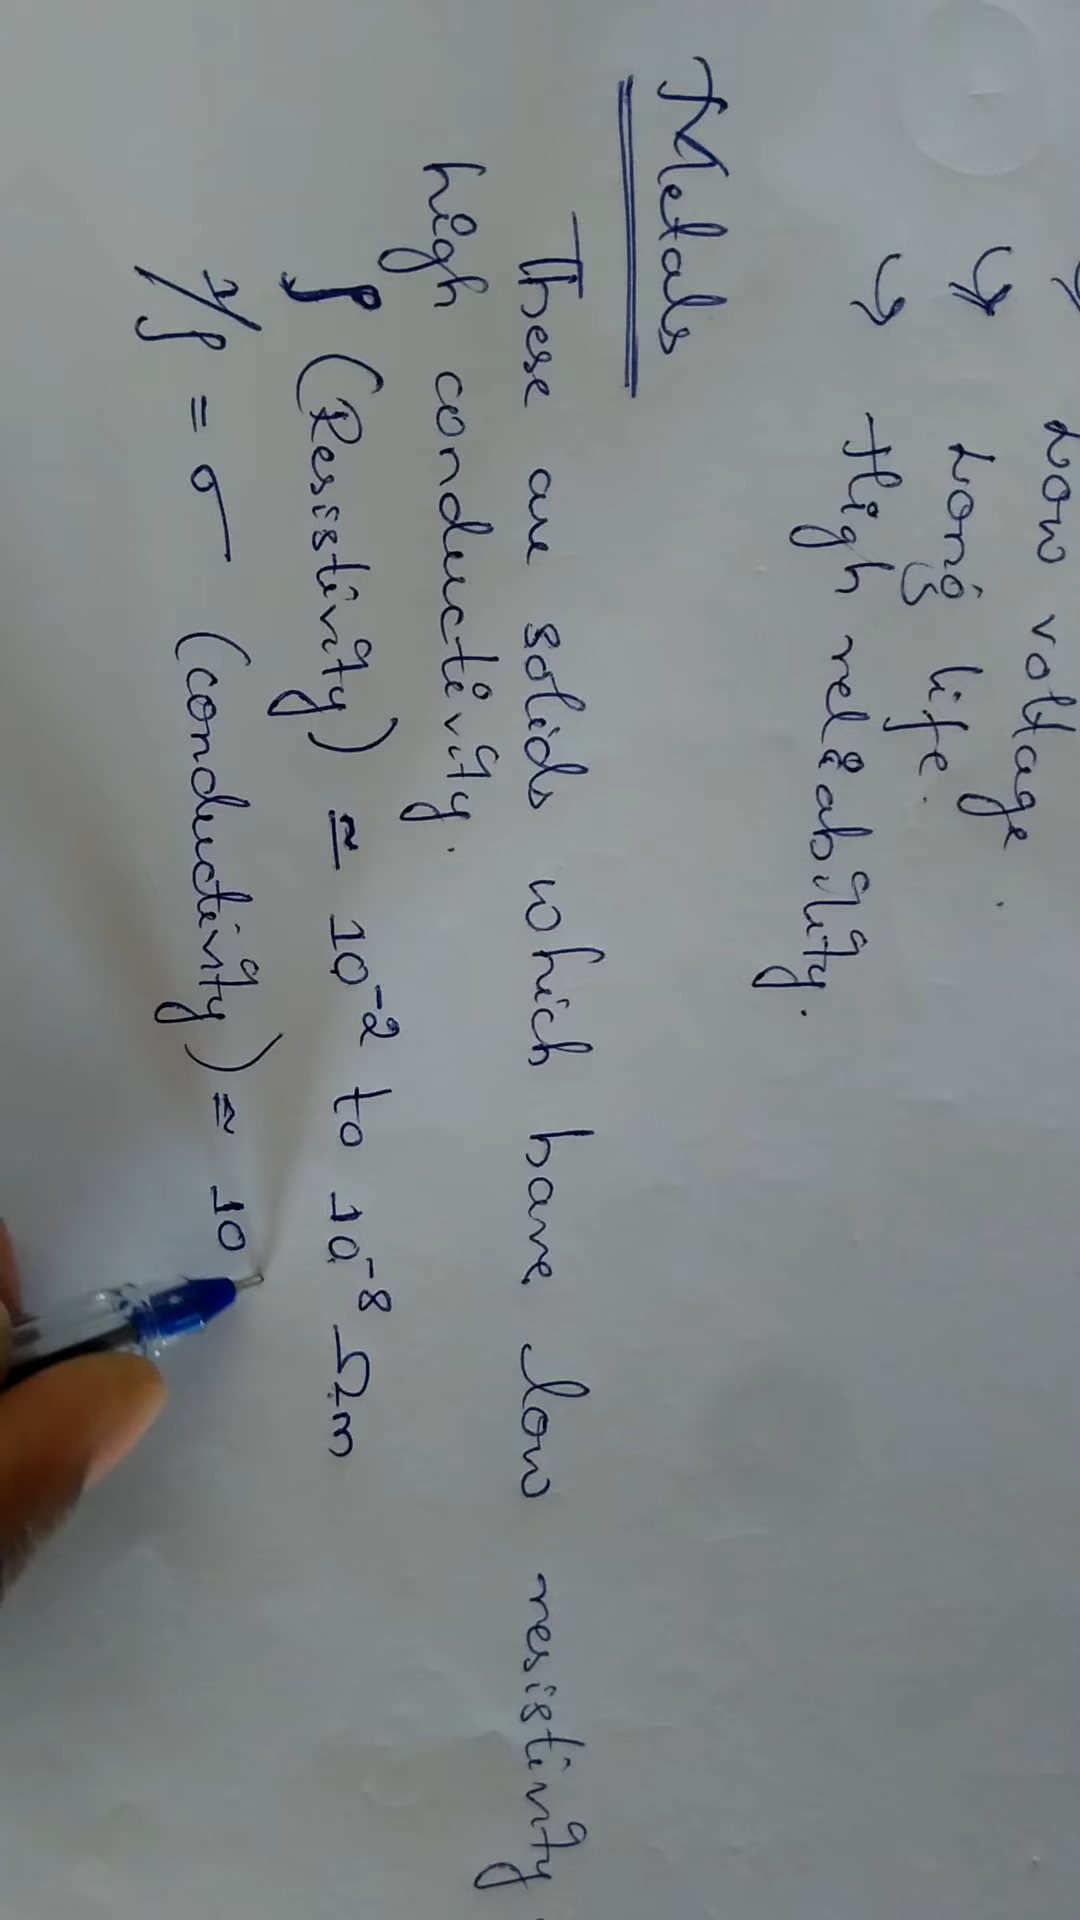 Low voltage
↳ Long life.
↳ High reliability.
Metals
These are solids which have low resistivity.
high conductivity.
ρ (Resistivity) ≃ 10⁻² to 10⁻⁸ Ωm
1/ρ = σ (conductivity) ≃ 10